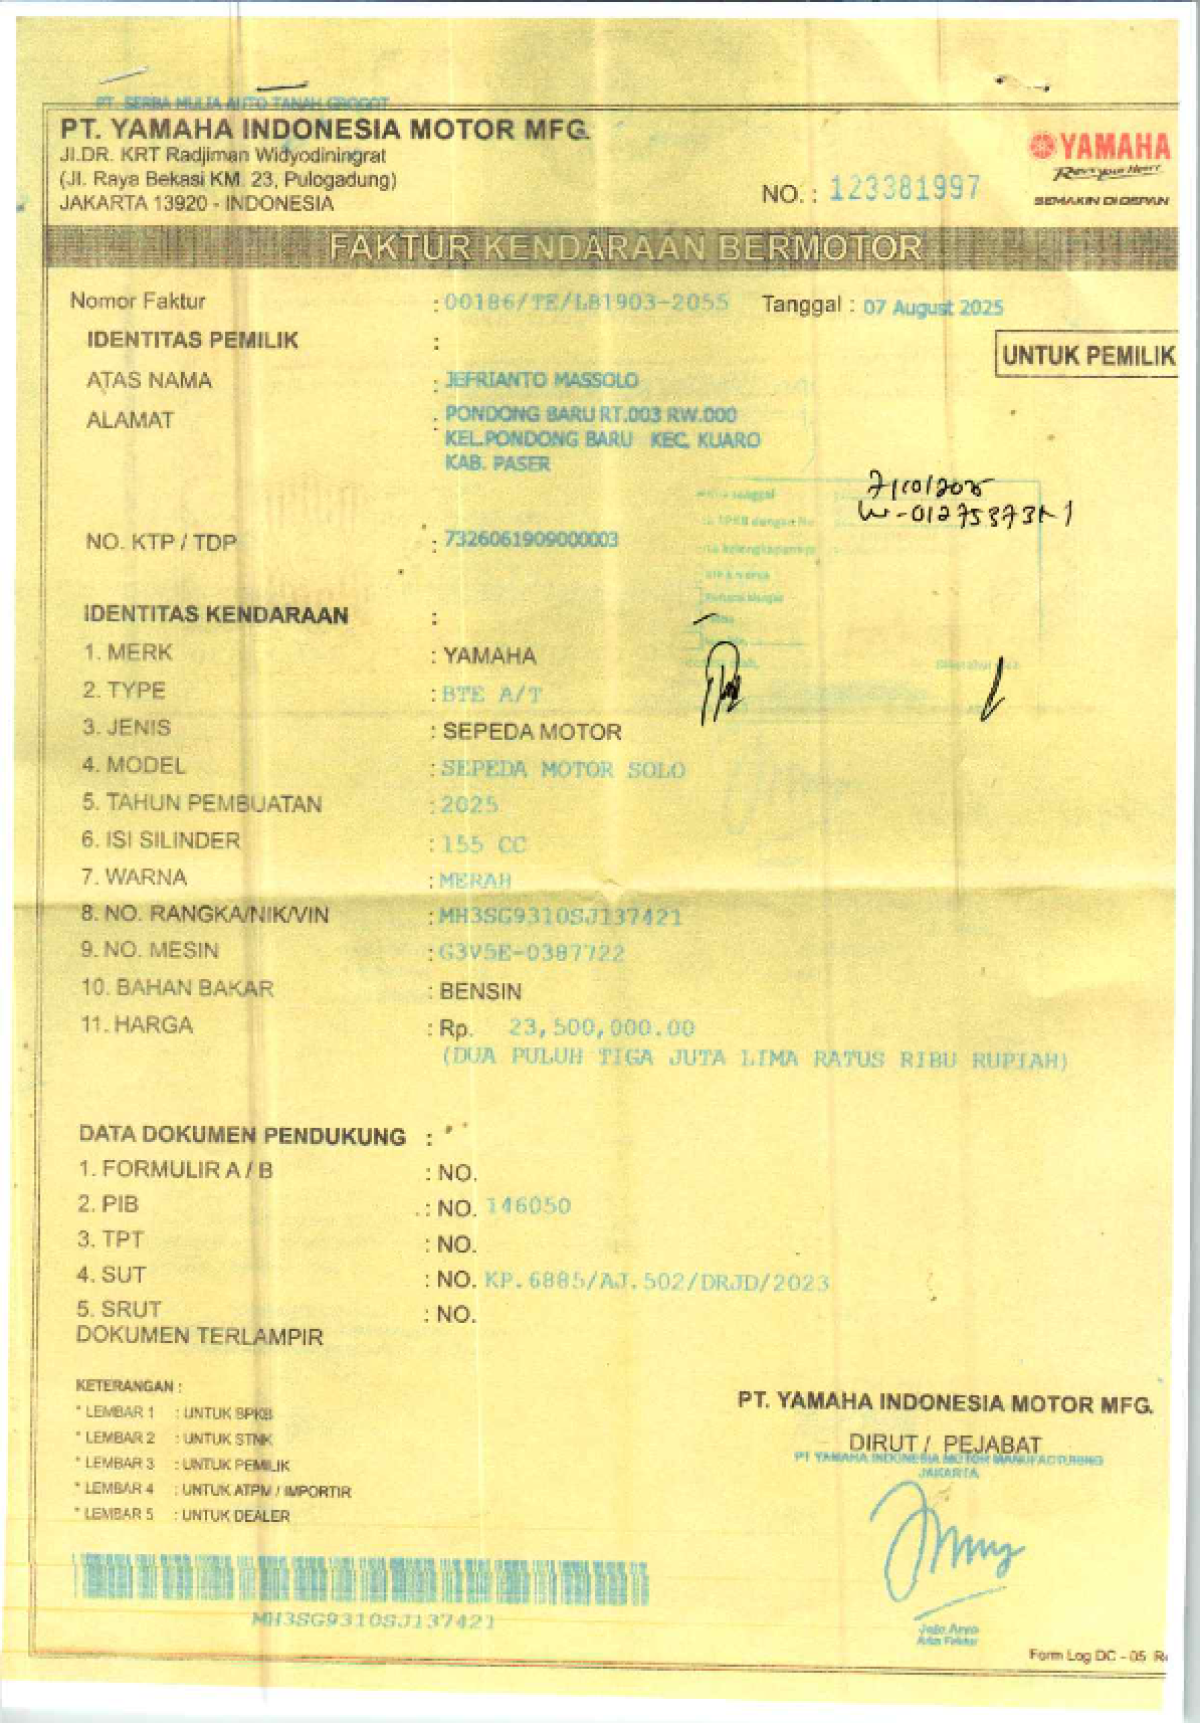 PT. SERBA MULIA AUTO TANAH GROGOT
PT. YAMAHA INDONESIA MOTOR MFG.
Jl.DR. KRT Radjiman Widyodiningrat
(Jl. Raya Bekasi KM. 23, Pulogadung)
JAKARTA 13920 - INDONESIA
NO. : 123381997
YAMAHA
SEMAKIN DI DEPAN
FAKTUR KENDARAAN BERMOTOR
Nomor Faktur : 00186/TE/LB1903-2055 Tanggal : 07 August 2025
IDENTITAS PEMILIK :
UNTUK PEMILIK
ATAS NAMA : JEFRIANTO MASSOLO
ALAMAT : PONDONG BARU RT.003 RW.000
KEL.PONDONG BARU KEC. KUARO
KAB. PASER
7/10/2025
NO. KTP / TDP : 7326061909000003
IDENTITAS KENDARAAN :
1. MERK : YAMAHA
2. TYPE : BTE A/T
3. JENIS : SEPEDA MOTOR
4. MODEL : SEPEDA MOTOR SOLO
5. TAHUN PEMBUATAN : 2025
6. ISI SILINDER : 155 CC
7. WARNA : MERAH
8. NO. RANGKA/NIK/VIN : MH3SG9310SJ137421
9. NO. MESIN : G3V5E-0387722
10. BAHAN BAKAR : BENSIN
11. HARGA : Rp. 23,500,000.00
(DUA PULUH TIGA JUTA LIMA RATUS RIBU RUPIAH)
DATA DOKUMEN PENDUKUNG :
1. FORMULIR A / B : NO.
2. PIB : NO. 146050
3. TPT : NO.
4. SUT : NO. KP.6885/AJ.502/DRJD/2023
5. SRUT : NO.
DOKUMEN TERLAMPIR
KETERANGAN :
* LEMBAR 1 : UNTUK BPKB
* LEMBAR 2 : UNTUK STNK
* LEMBAR 3 : UNTUK PEMILIK
* LEMBAR 4 : UNTUK ATPM / IMPORTIR
* LEMBAR 5 : UNTUK DEALER
PT. YAMAHA INDONESIA MOTOR MFG.
DIRUT / PEJABAT
PT YAMAHA INDONESIA MOTOR MANUFACTURING
JAKARTA
MH3SG9310SJ137421
Form Log DC - 05